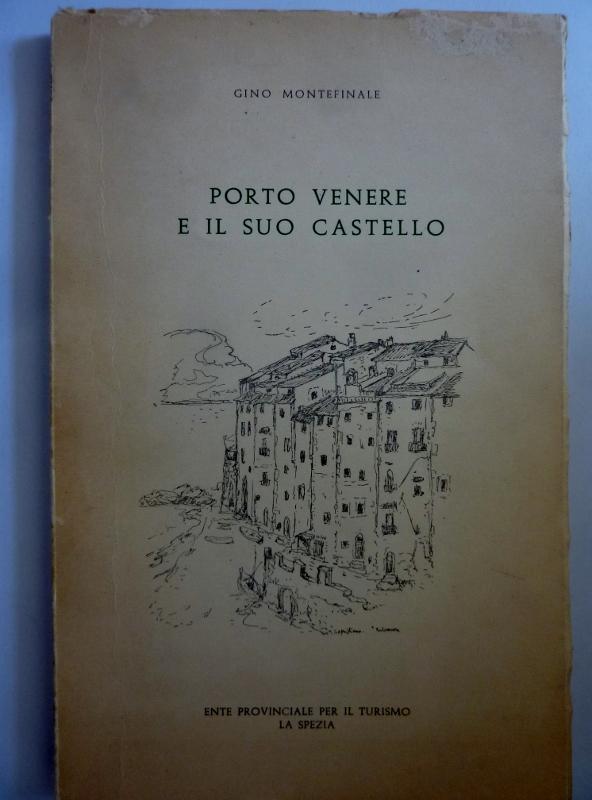 GINO MONTEFINALE
PORTO VENERE
E IL SUO CASTELLO
ENTE PROVINCIALE PER IL TURISMO
LA SPEZIA